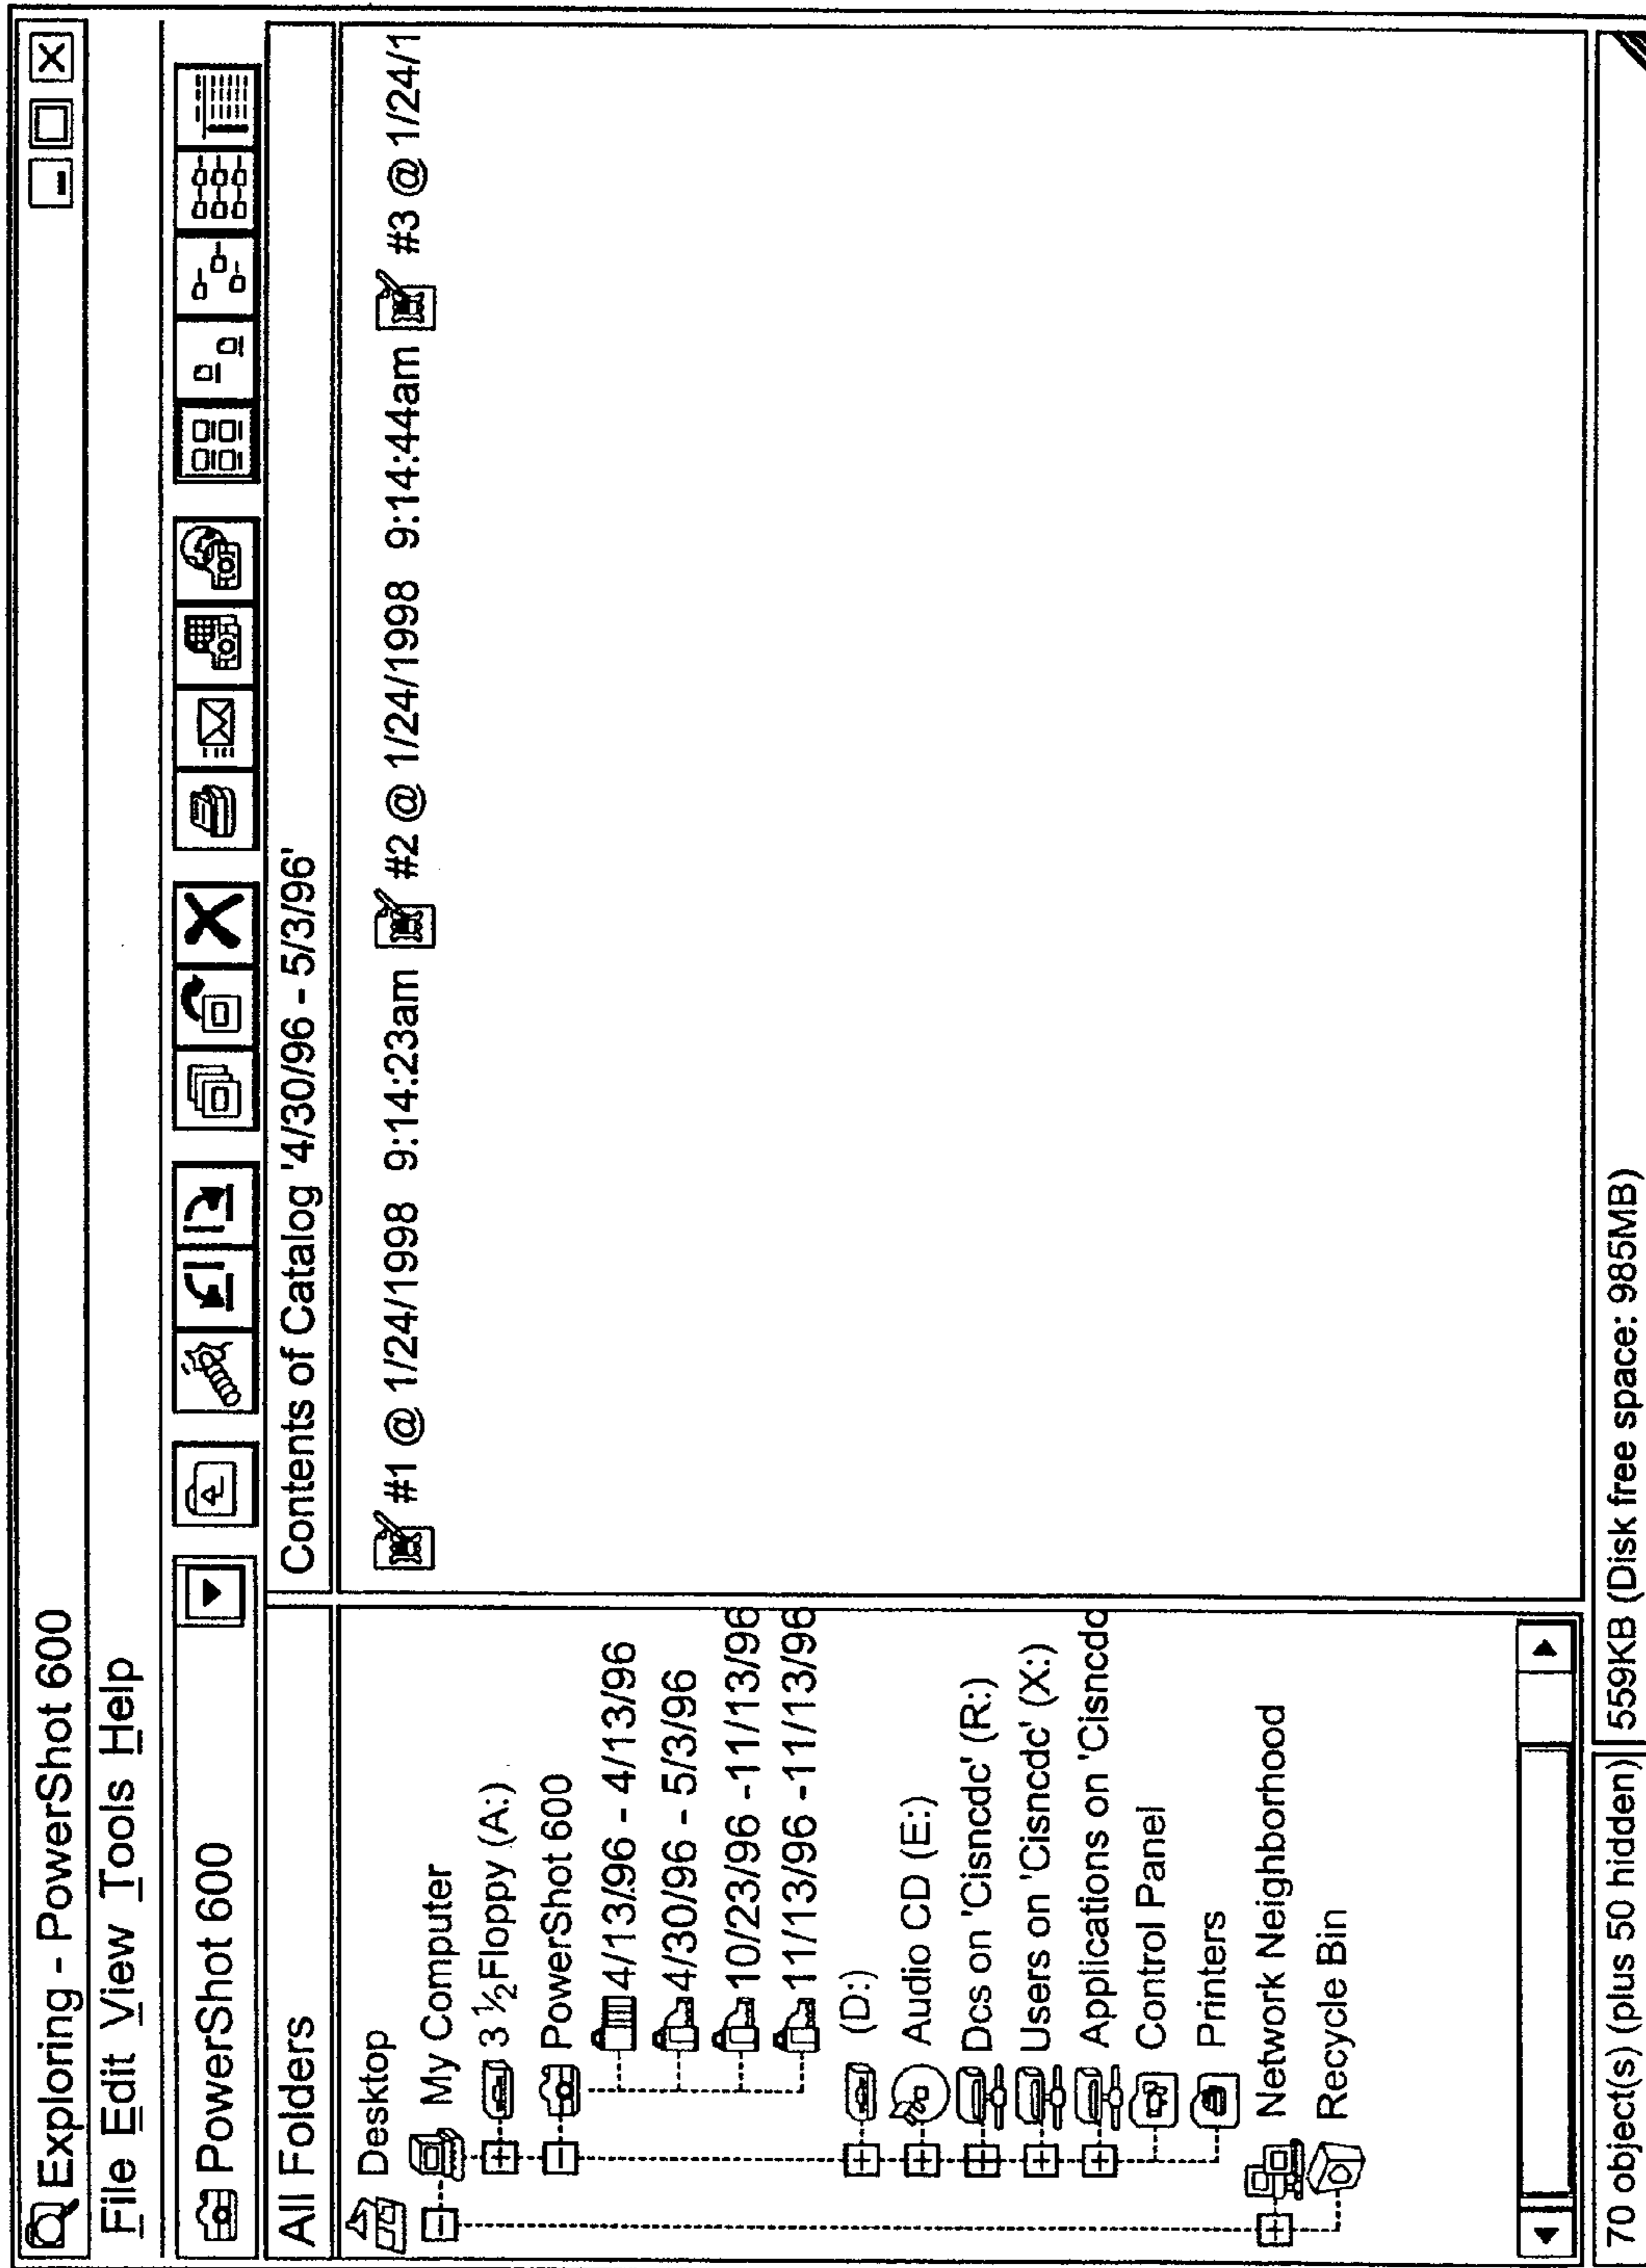 Exploring - PowerShot 600
File Edit View Tools Help
PowerShot 600
All Folders
Contents of Catalog '4/30/96 - 5/3/96'
Desktop
My Computer
3 ½Floppy (A:)
PowerShot 600
4/13/96 - 4/13/96
4/30/96 - 5/3/96
10/23/96 -11/13/96
11/13/96 -11/13/96
(D:)
Audio CD (E:)
Dcs on 'Cisncdc' (R:)
Users on 'Cisncdc' (X:)
Applications on 'Cisncdc
Control Panel
Printers
Network Neighborhood
Recycle Bin
#1 @ 1/24/1998 9:14:23am #2 @ 1/24/1998 9:14:44am #3 @ 1/24/1
70 object(s) (plus 50 hidden) 559KB (Disk free space: 985MB)